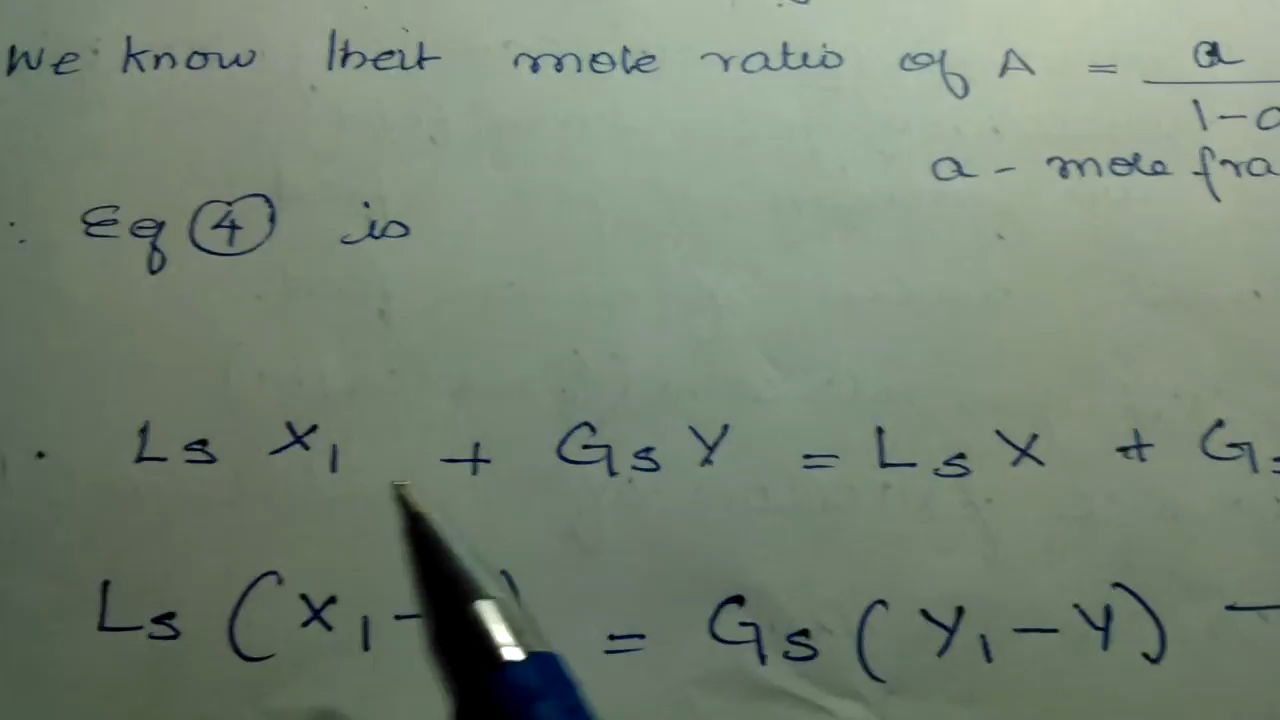 We know that mole ratio of A = a
1-a
a - mole fra
∴ Eq ④ is
∴ Ls X₁ + Gs Y = Ls X + Gs
Ls (X₁ - ) = Gs (Y₁ - Y) —